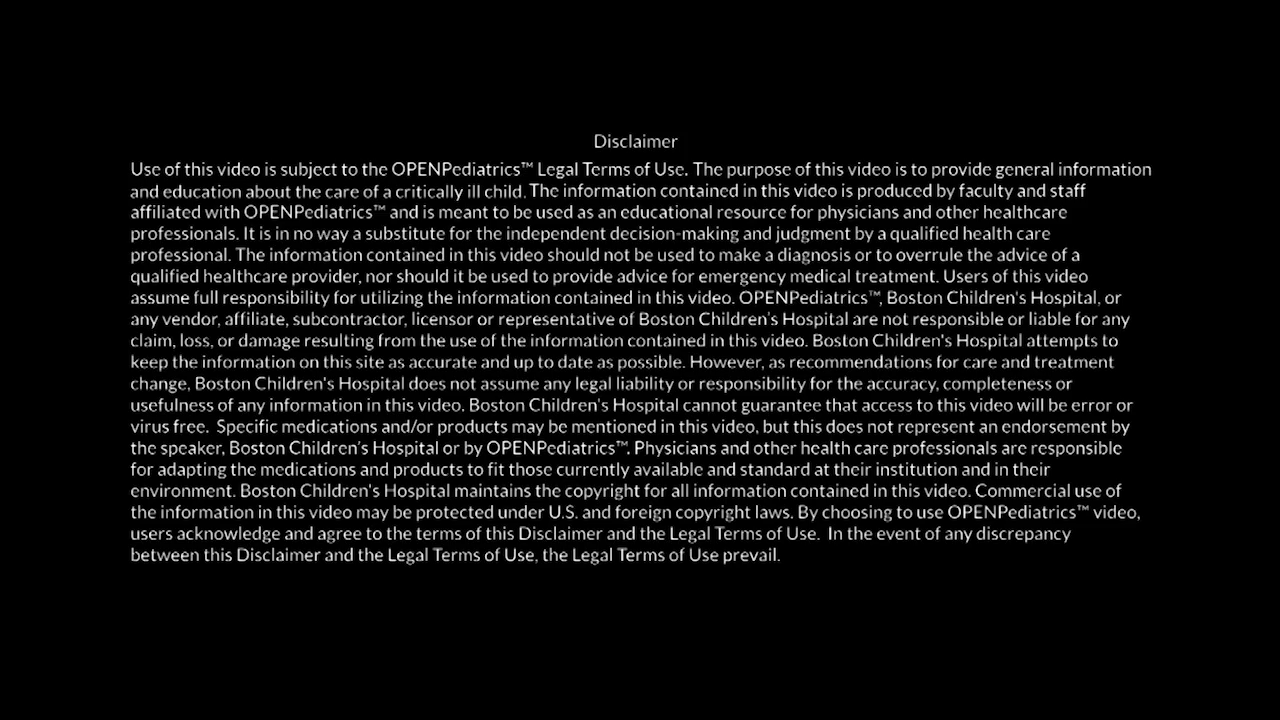 Disclaimer
Use of this video is subject to the OPENPediatrics™ Legal Terms of Use. The purpose of this video is to provide general information
and education about the care of a critically ill child. The information contained in this video is produced by faculty and staff
affiliated with OPENPediatrics™ and is meant to be used as an educational resource for physicians and other healthcare
professionals. It is in no way a substitute for the independent decision-making and judgment by a qualified health care
professional. The information contained in this video should not be used to make a diagnosis or to overrule the advice of a
qualified healthcare provider, nor should it be used to provide advice for emergency medical treatment. Users of this video
assume full responsibility for utilizing the information contained in this video. OPENPediatrics™, Boston Children's Hospital, or
any vendor, affiliate, subcontractor, licensor or representative of Boston Children's Hospital are not responsible or liable for any
claim, loss, or damage resulting from the use of the information contained in this video. Boston Children's Hospital attempts to
keep the information on this site as accurate and up to date as possible. However, as recommendations for care and treatment
change, Boston Children's Hospital does not assume any legal liability or responsibility for the accuracy, completeness or
usefulness of any information in this video. Boston Children's Hospital cannot guarantee that access to this video will be error or
virus free.  Specific medications and/or products may be mentioned in this video, but this does not represent an endorsement by
the speaker, Boston Children's Hospital or by OPENPediatrics™. Physicians and other health care professionals are responsible
for adapting the medications and products to fit those currently available and standard at their institution and in their
environment. Boston Children's Hospital maintains the copyright for all information contained in this video. Commercial use of
the information in this video may be protected under U.S. and foreign copyright laws. By choosing to use OPENPediatrics™ video,
users acknowledge and agree to the terms of this Disclaimer and the Legal Terms of Use.  In the event of any discrepancy
between this Disclaimer and the Legal Terms of Use, the Legal Terms of Use prevail.